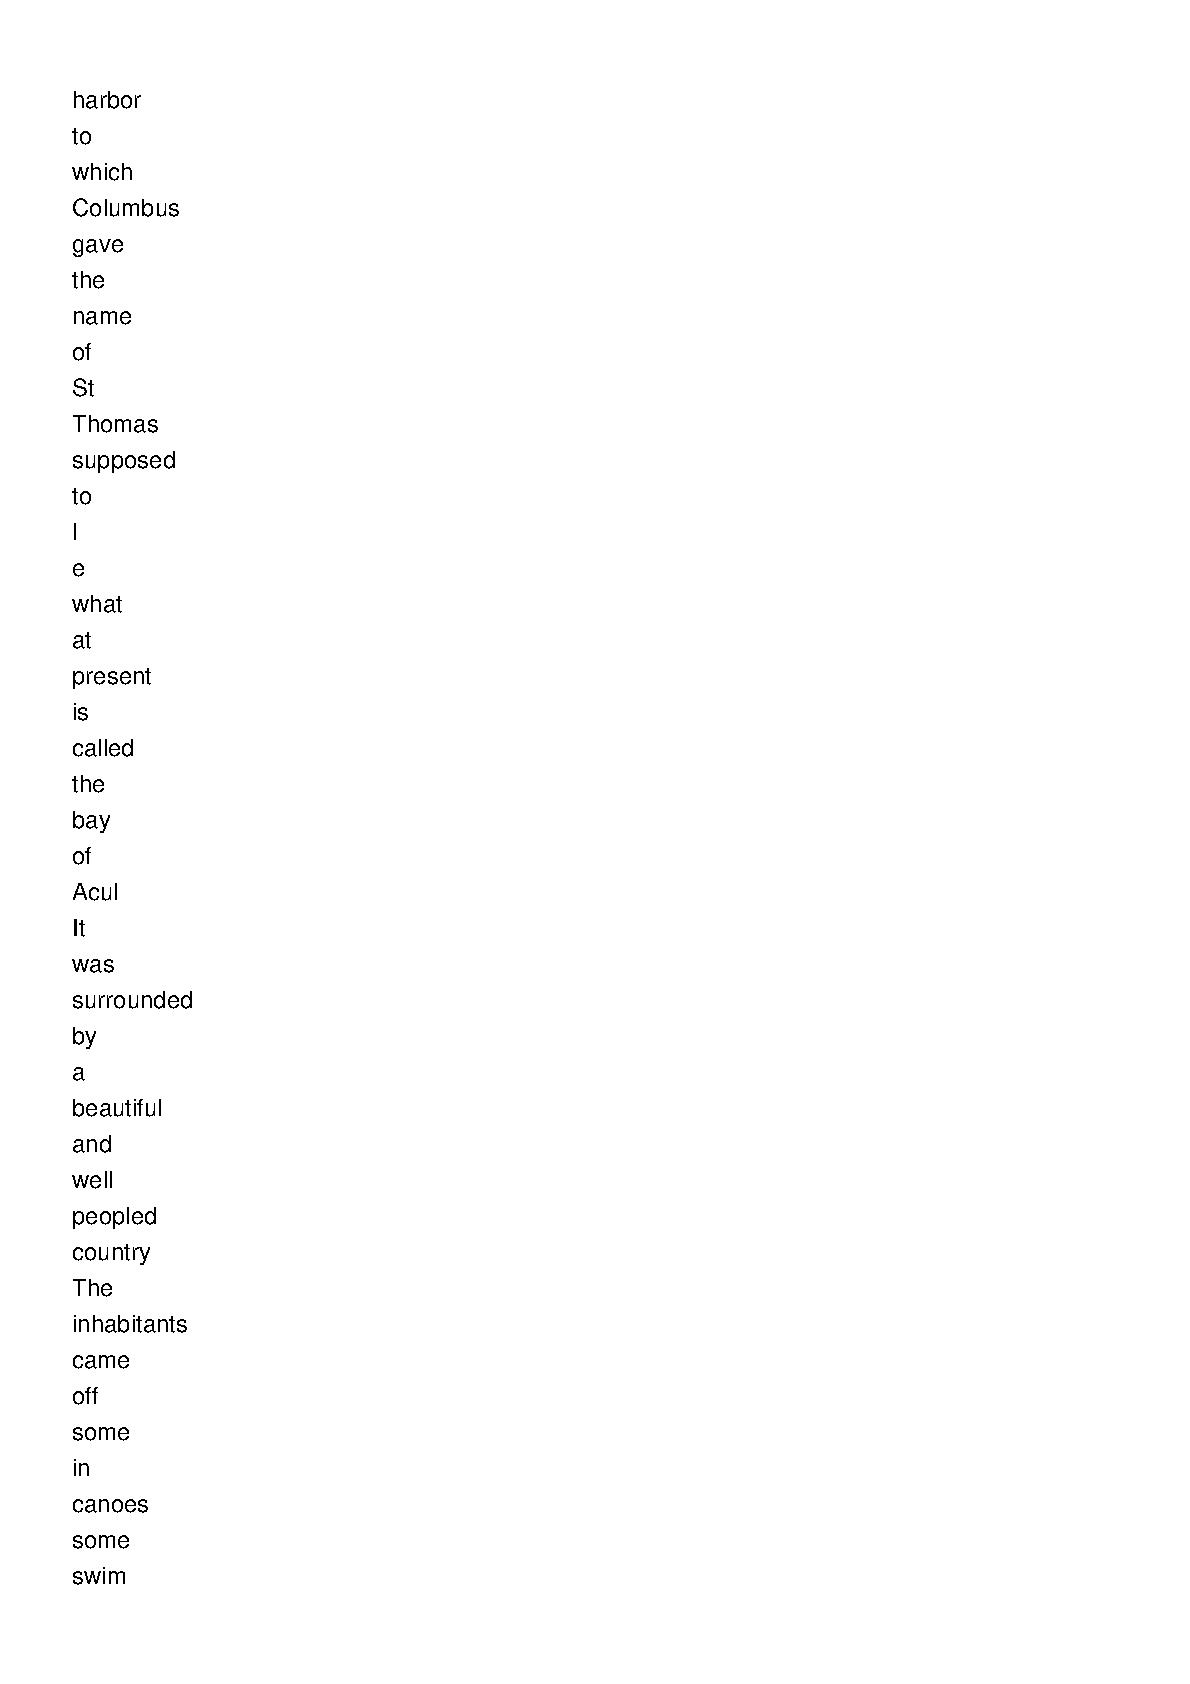 harbor
to
which
Columbus
gave
the
name
of
St
Thomas
supposed
to
l
e
what
at
present
is
called
the
bay
of
Acul
It
was
surrounded
by
a
beautiful
and
well
peopled
country
The
inhabitants
came
off
some
in
canoes
some
swim